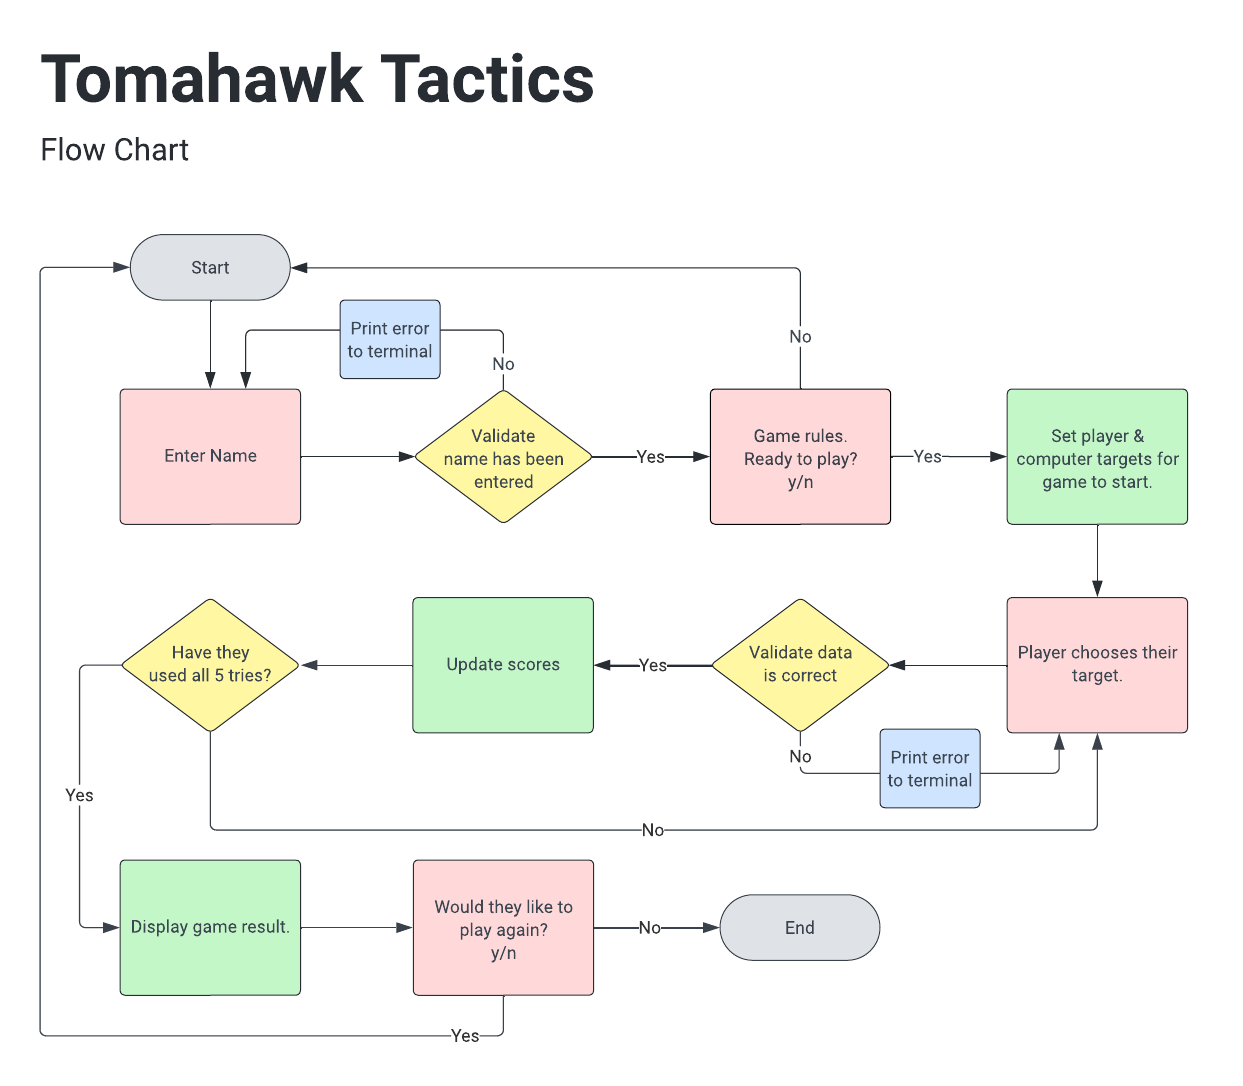 Tomahawk Tactics
Flow Chart
Start
Print error
to terminal
No
No
Enter Name
Validate
name has been
entered
Yes
Game rules.
Ready to play?
y/n
Yes
Set player &
computer targets for
game to start.
Have they
used all 5 tries?
Update scores
Yes
Validate data
is correct
Player chooses their
target.
No
Print error
to terminal
Yes
No
Display game result.
Would they like to
play again?
y/n
No
End
Yes